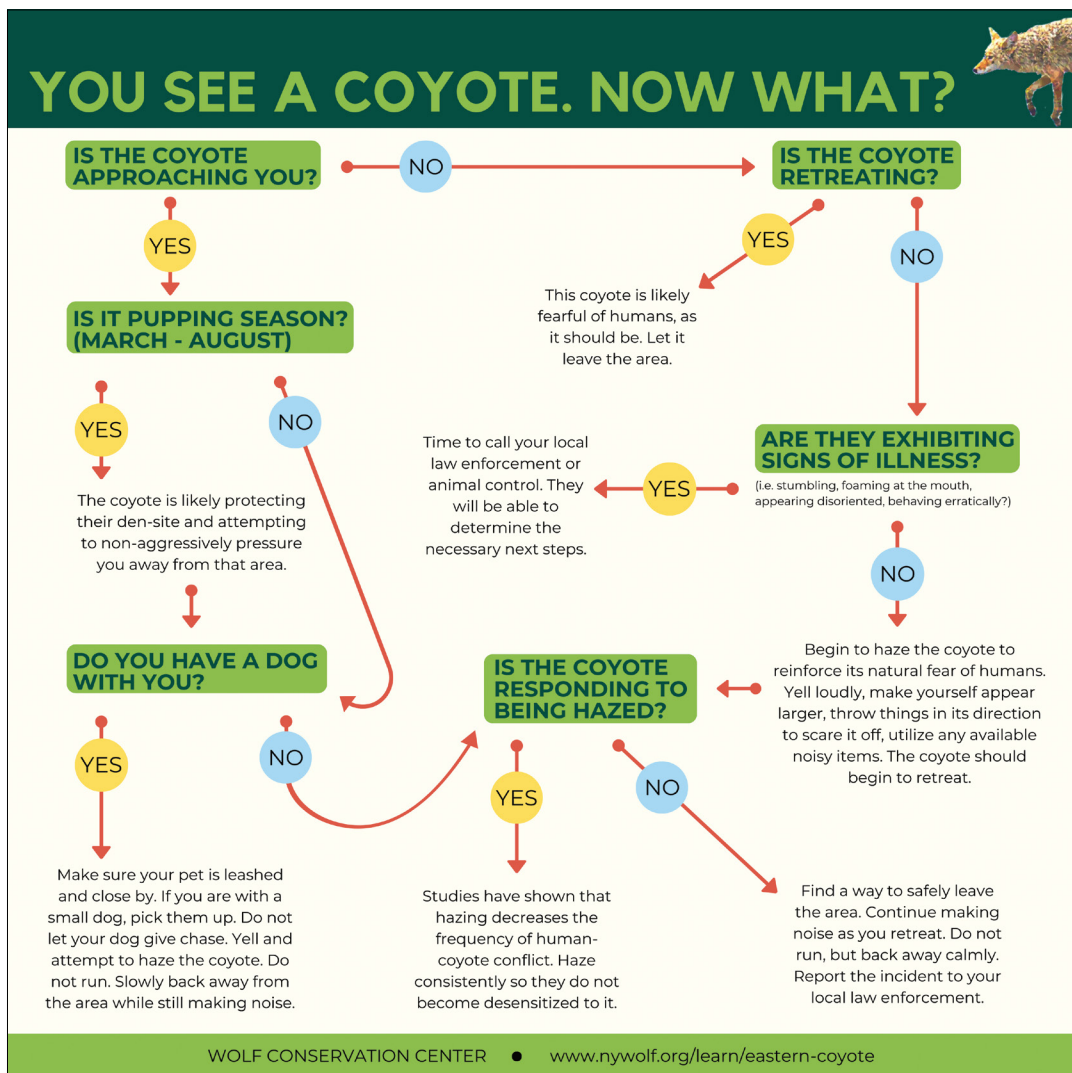 YOU SEE A COYOTE. NOW WHAT?
IS THE COYOTE
APPROACHING YOU?
NO
IS THE COYOTE
RETREATING?
YES
YES
NO
This coyote is likely
fearful of humans, as
it should be. Let it
leave the area.
IS IT PUPPING SEASON?
(MARCH - AUGUST)
YES
NO
ARE THEY EXHIBITING
SIGNS OF ILLNESS?
(i.e. stumbling, foaming at the mouth,
appearing disoriented, behaving erratically?)
YES
Time to call your local
law enforcement or
animal control. They
will be able to
determine the
necessary next steps.
NO
The coyote is likely protecting
their den-site and attempting
to non-aggressively pressure
you away from that area.
DO YOU HAVE A DOG
WITH YOU?
IS THE COYOTE
RESPONDING TO
BEING HAZED?
Begin to haze the coyote to
reinforce its natural fear of humans.
Yell loudly, make yourself appear
larger, throw things in its direction
to scare it off, utilize any available
noisy items. The coyote should
begin to retreat.
YES
NO
YES
NO
Make sure your pet is leashed
and close by. If you are with a
small dog, pick them up. Do not
let your dog give chase. Yell and
attempt to haze the coyote. Do
not run. Slowly back away from
the area while still making noise.
Studies have shown that
hazing decreases the
frequency of human-
coyote conflict. Haze
consistently so they do not
become desensitized to it.
Find a way to safely leave
the area. Continue making
noise as you retreat. Do not
run, but back away calmly.
Report the incident to your
local law enforcement.
WOLF CONSERVATION CENTER ● www.nywolf.org/learn/eastern-coyote